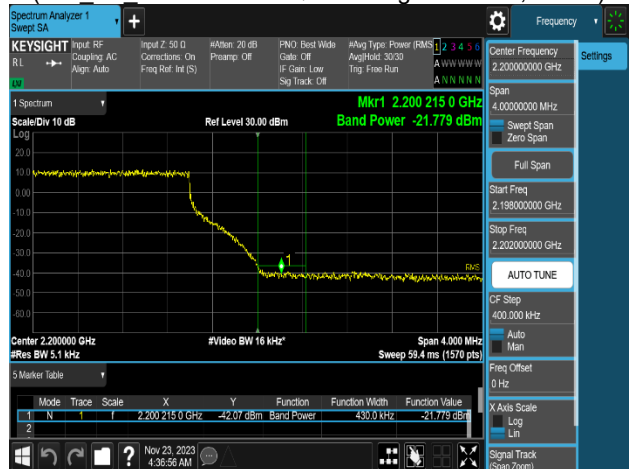 Spectrum Analyzer 1
Swept SA
+
Frequency
KEYSIGHT
Input: RF
Input Z: 50 Ω
#Atten: 20 dB
PNO: Best Wide
#Avg Type: Power (RMS
1 2 3 4 5 6
R L
Coupling: AC
Corrections: On
Preamp: Off
Gate: Off
Avg|Hold: 30/30
A W W W W W
Align: Auto
Freq Ref: Int (S)
IF Gain: Low
Trig: Free Run
Sig Track: Off
A N N N N N
1 Spectrum
Mkr1 2.200 215 0 GHz
Scale/Div 10 dB
Ref Level 30.00 dBm
Band Power -21.779 dBm
Log
20.0
10.0
0.00
-10.0
-20.0
-30.0
-40.0
-50.0
-60.0
1
RMS
Center 2.200000 GHz
#Video BW 16 kHz*
Span 4.000 MHz
#Res BW 5.1 kHz
Sweep 59.4 ms (1570 pts)
5 Marker Table
Mode Trace Scale X Y Function Function Width Function Value
1 N 1 f 2.200 215 0 GHz -42.07 dBm Band Power 430.0 kHz -21.779 dBm
2
?
Nov 23, 2023
4:36:56 AM
Center Frequency
2.200000000 GHz
Settings
Span
4.00000000 MHz
Swept Span
Zero Span
Full Span
Start Freq
2.198000000 GHz
Stop Freq
2.202000000 GHz
AUTO TUNE
CF Step
400.000 kHz
Auto
Man
Freq Offset
0 Hz
X Axis Scale
Log
Lin
Signal Track
(Span Zoom)